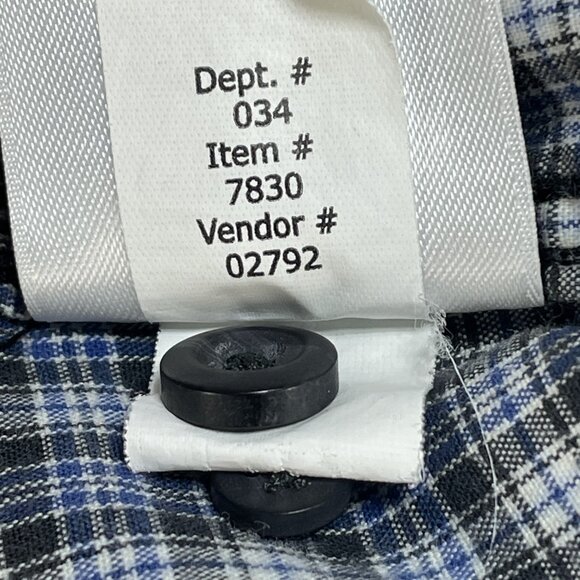 Dept. #
034
Item #
7830
Vendor #
02792